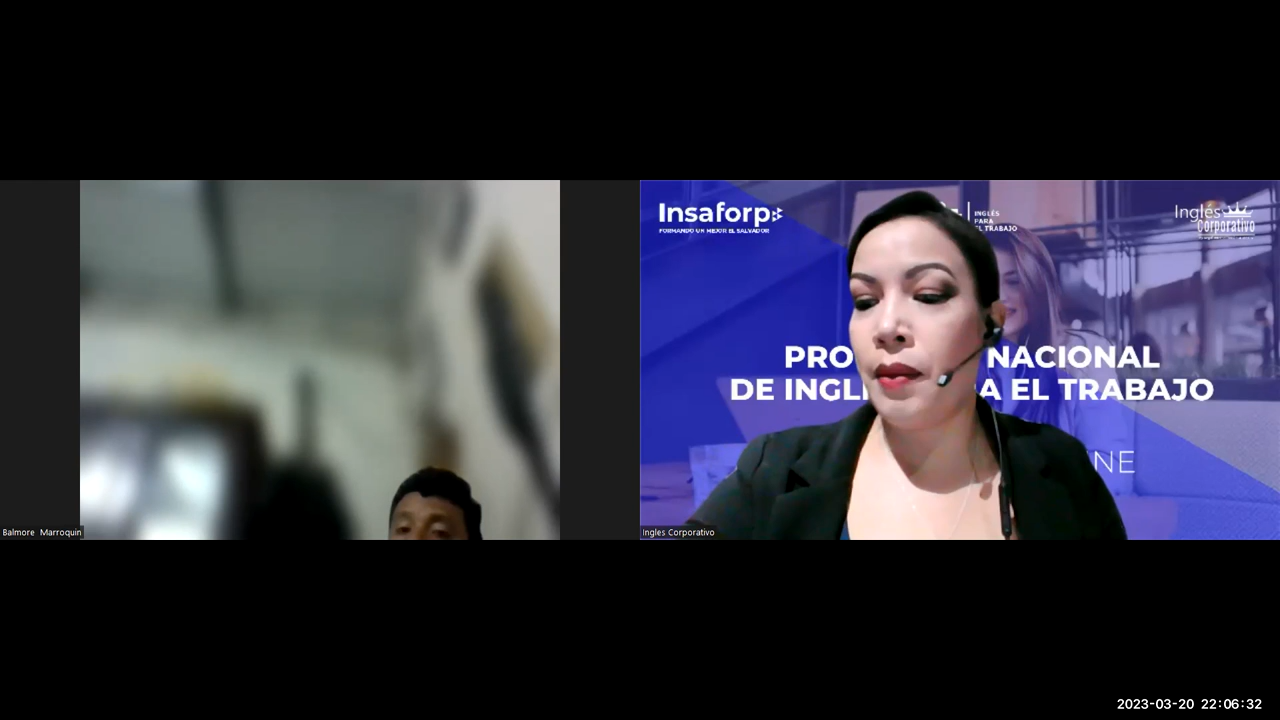 Insaforp
FORMANDO UN MEJOR EL SALVADOR
INGLÉS
PARA
EL TRABAJO
Inglés
Corporativo
PRO NACIONAL
DE INGL A EL TRABAJO
NE
Balmore Marroquin
Ingles Corporativo
2023-03-20 22:06:32